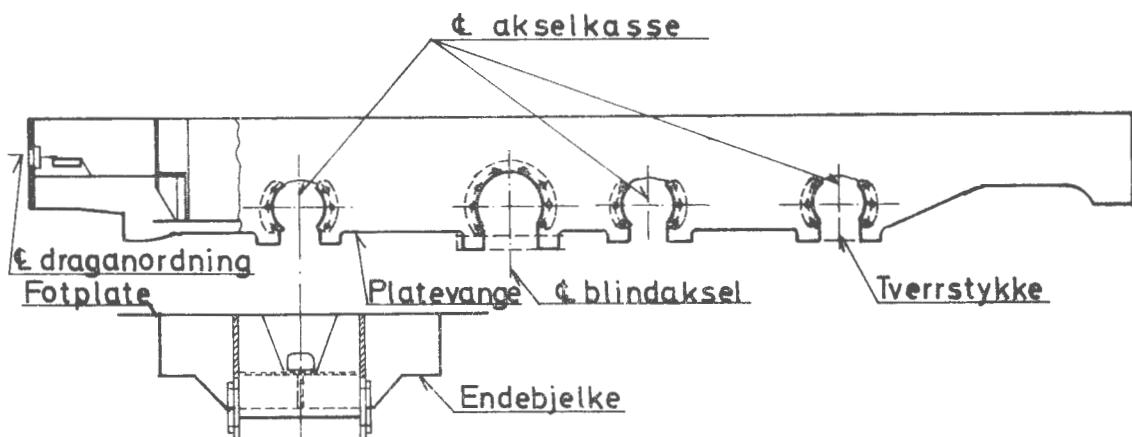 ℄ akselkasse
℄ draganordning
Fotplate
Platevange
℄ blindaksel
Tverrstykke
Endebjelke